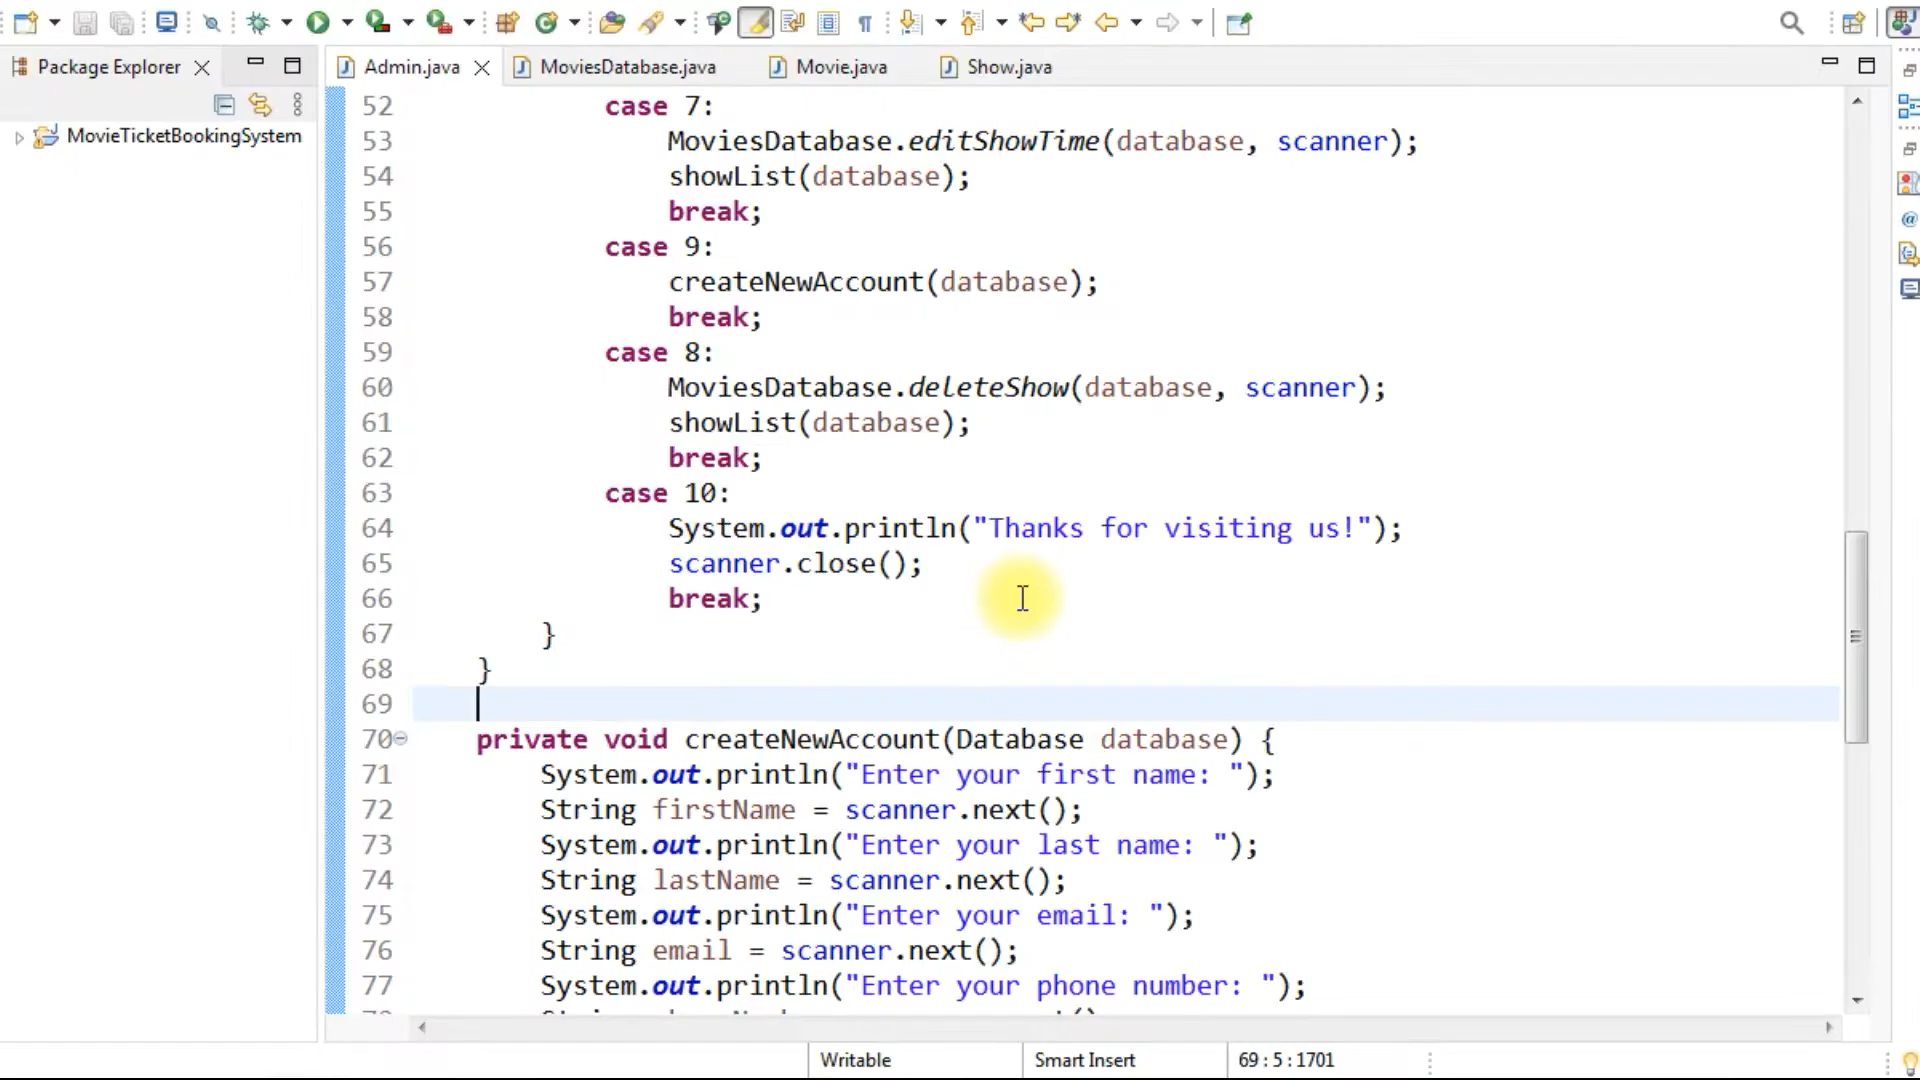 Package Explorer
MovieTicketBookingSystem
Admin.java MoviesDatabase.java Movie.java Show.java
52 case 7:
53 MoviesDatabase.editShowTime(database, scanner);
54 showList(database);
55 break;
56 case 9:
57 createNewAccount(database);
58 break;
59 case 8:
60 MoviesDatabase.deleteShow(database, scanner);
61 showList(database);
62 break;
63 case 10:
64 System.out.println("Thanks for visiting us!");
65 scanner.close();
66 break;
67 }
68 }
69
70 private void createNewAccount(Database database) {
71 System.out.println("Enter your first name: ");
72 String firstName = scanner.next();
73 System.out.println("Enter your last name: ");
74 String lastName = scanner.next();
75 System.out.println("Enter your email: ");
76 String email = scanner.next();
77 System.out.println("Enter your phone number: ");
Writable Smart Insert 69 : 5 : 1701